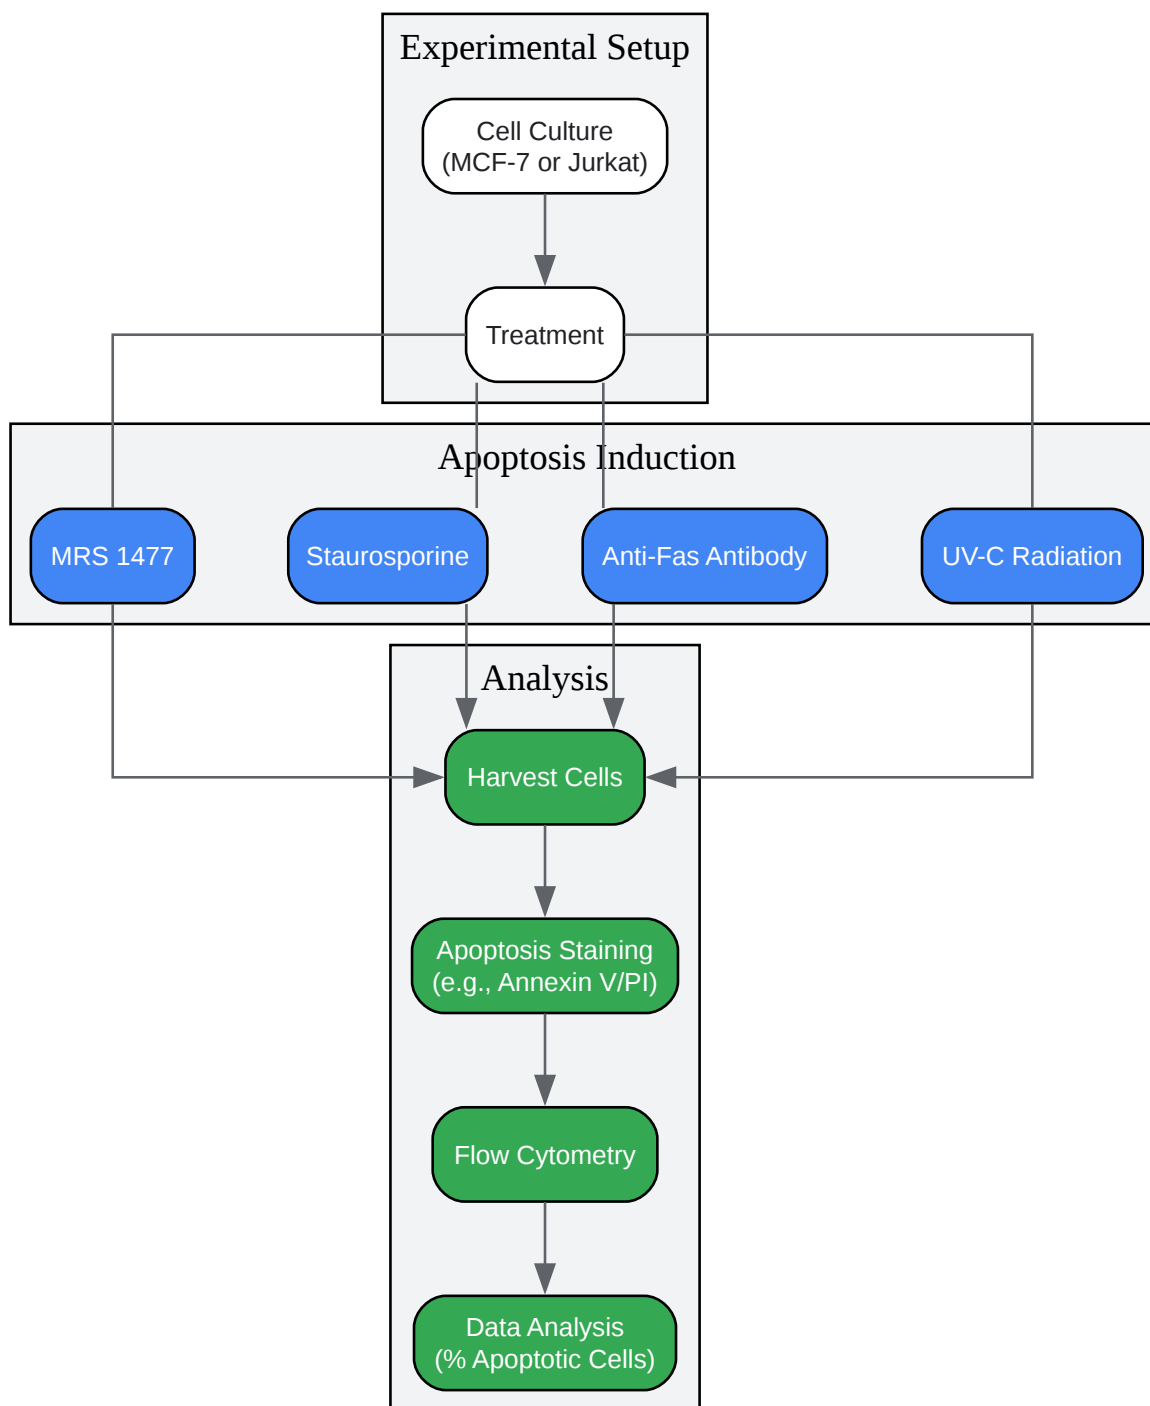 Experimental Setup
Cell Culture
(MCF-7 or Jurkat)
Treatment
Apoptosis Induction
MRS 1477
Staurosporine
Anti-Fas Antibody
UV-C Radiation
Analysis
Harvest Cells
Apoptosis Staining
(e.g., Annexin V/PI)
Flow Cytometry
Data Analysis
(% Apoptotic Cells)